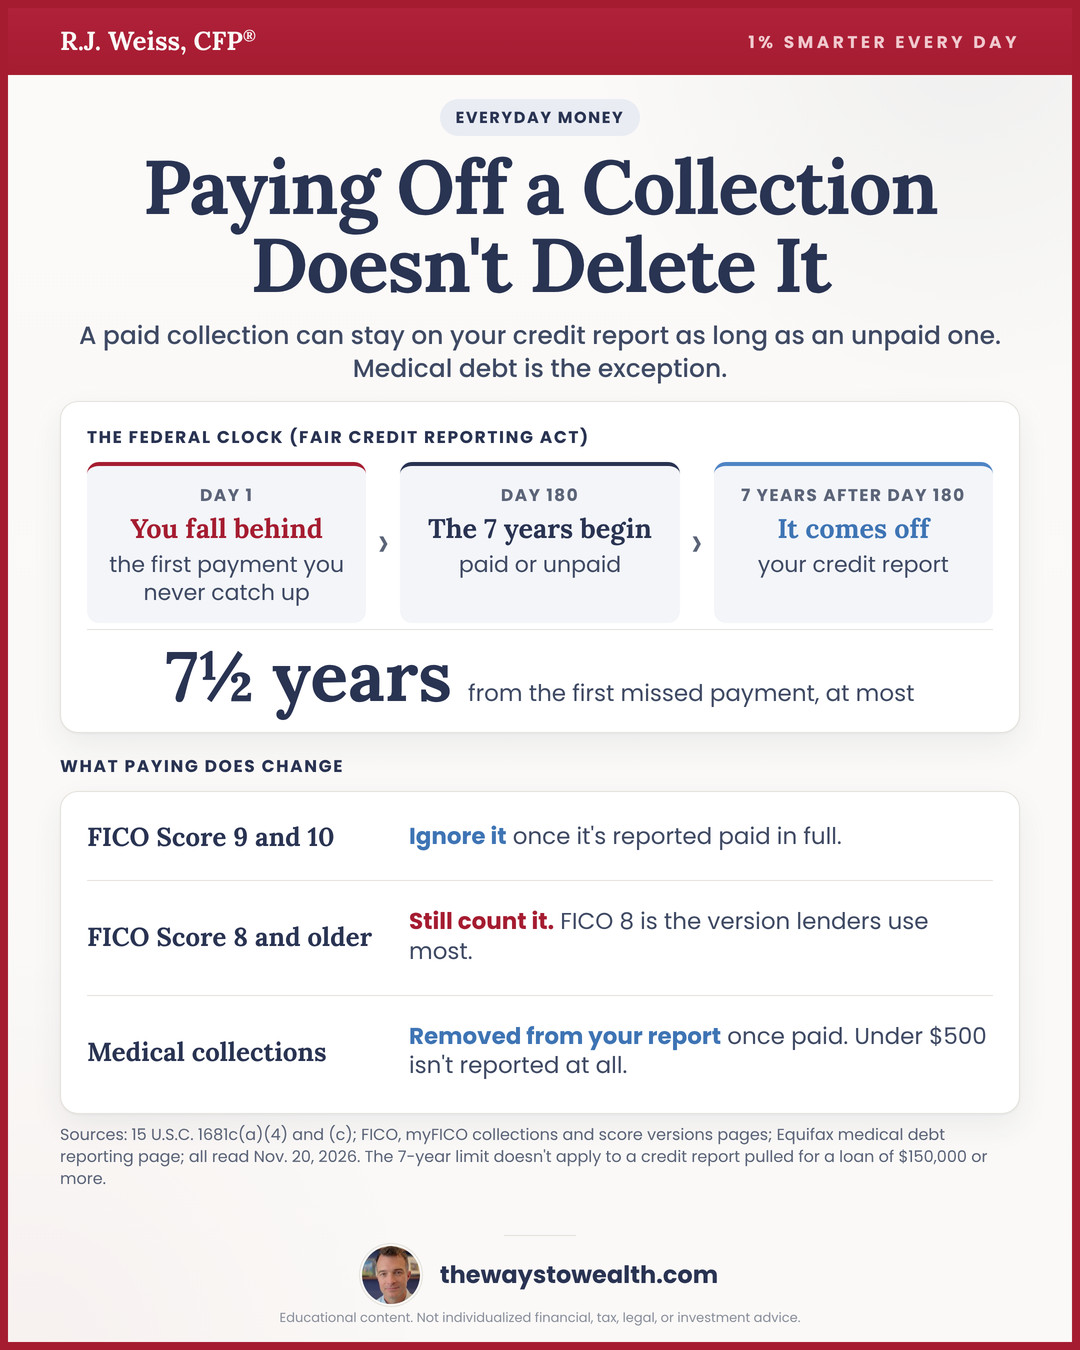 R.J. Weiss, CFP®
1% SMARTER EVERY DAY
EVERYDAY MONEY
Paying Off a Collection
Doesn't Delete It
A paid collection can stay on your credit report as long as an unpaid one.
Medical debt is the exception.
THE FEDERAL CLOCK (FAIR CREDIT REPORTING ACT)
DAY 1
You fall behind
the first payment you
never catch up
›
DAY 180
The 7 years begin
paid or unpaid
›
7 YEARS AFTER DAY 180
It comes off
your credit report
7½ years from the first missed payment, at most
WHAT PAYING DOES CHANGE
FICO Score 9 and 10
Ignore it once it's reported paid in full.
FICO Score 8 and older
Still count it. FICO 8 is the version lenders use
most.
Medical collections
Removed from your report once paid. Under $500
isn't reported at all.
Sources: 15 U.S.C. 1681c(a)(4) and (c); FICO, myFICO collections and score versions pages; Equifax medical debt
reporting page; all read Nov. 20, 2026. The 7-year limit doesn't apply to a credit report pulled for a loan of $150,000 or
more.
thewaystowealth.com
Educational content. Not individualized financial, tax, legal, or investment advice.